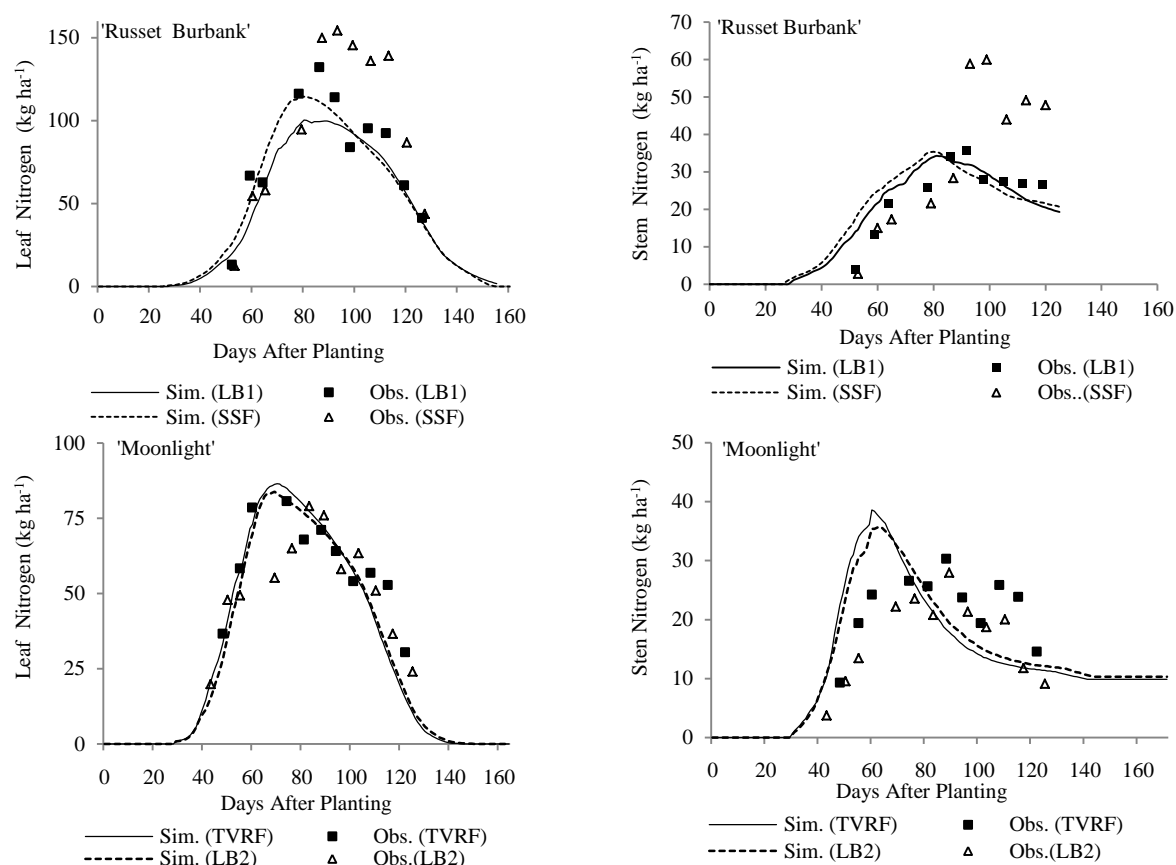 'Russet Burbank'
150
100
50
0
Leaf Nitrogen (kg ha-1)
0 20 40 60 80 100 120 140 160
Days After Planting
Sim. (LB1) Obs. (LB1)
Sim. (SSF) Obs. (SSF)
'Russet Burbank'
70
60
50
40
30
20
10
0
Stem Nitrogen (kg ha-1)
0 20 40 60 80 100 120 140 160
Days After Planting
Sim. (LB1) Obs. (LB1)
Sim. (SSF) Obs..(SSF)
'Moonlight'
100
75
50
25
0
Leaf Nitrogen (kg ha-1)
0 20 40 60 80 100 120 140 160
Days After Planting
Sim. (TVRF) Obs. (TVRF)
Sim. (LB2) Obs.(LB2)
'Moonlight'
50
40
30
20
10
0
Sten Nitrogen (kg ha-1)
0 20 40 60 80 100 120 140 160
Days After Planting
Sim. (TVRF) Obs. (TVRF)
Sim. (LB2) Obs.(LB2)